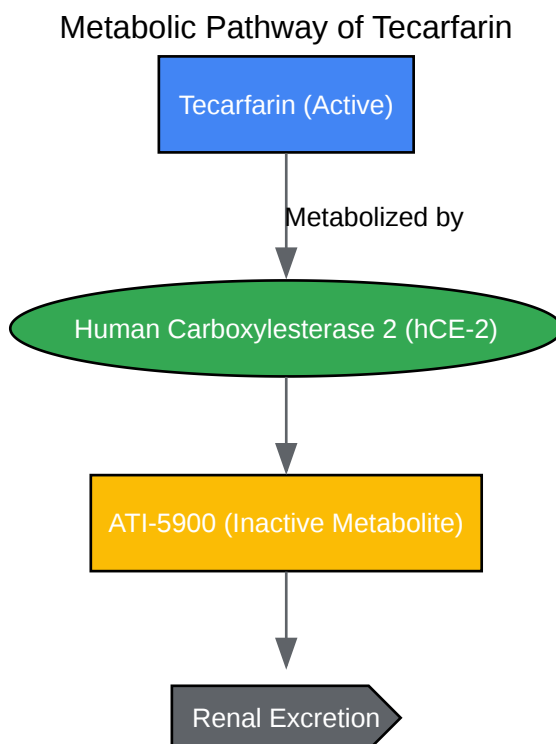 Metabolic Pathway of Tecarfarin
Tecarfarin (Active)
Metabolized by
Human Carboxylesterase 2 (hCE-2)
ATI-5900 (Inactive Metabolite)
Renal Excretion